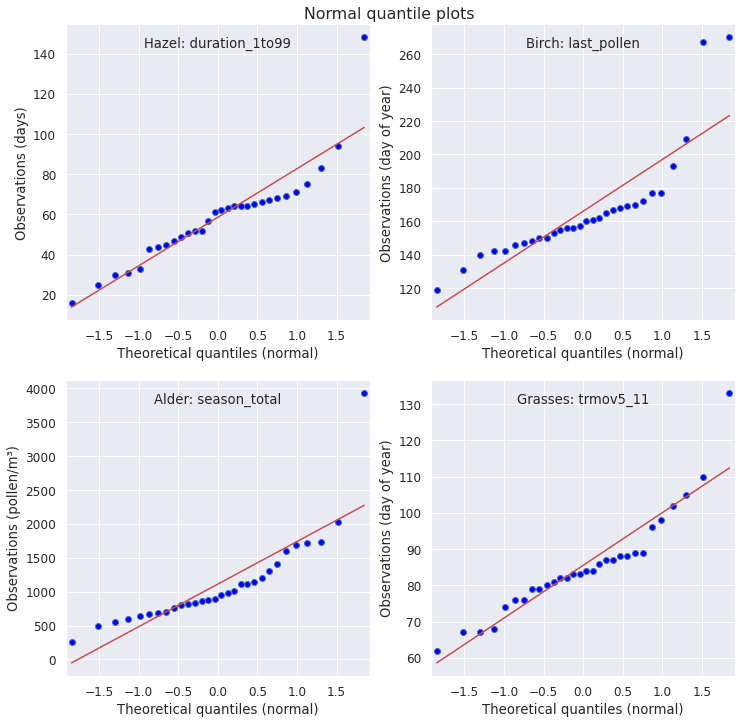 Normal quantile plots
Hazel: duration_1to99
Observations (days)
140
120
100
80
60
40
20
−1.5 −1.0 −0.5 0.0 0.5 1.0 1.5
Theoretical quantiles (normal)
Birch: last_pollen
Observations (day of year)
260
240
220
200
180
160
140
120
−1.5 −1.0 −0.5 0.0 0.5 1.0 1.5
Theoretical quantiles (normal)
Alder: season_total
Observations (pollen/m³)
4000
3500
3000
2500
2000
1500
1000
500
0
−1.5 −1.0 −0.5 0.0 0.5 1.0 1.5
Theoretical quantiles (normal)
Grasses: trmov5_11
Observations (day of year)
130
120
110
100
90
80
70
60
−1.5 −1.0 −0.5 0.0 0.5 1.0 1.5
Theoretical quantiles (normal)